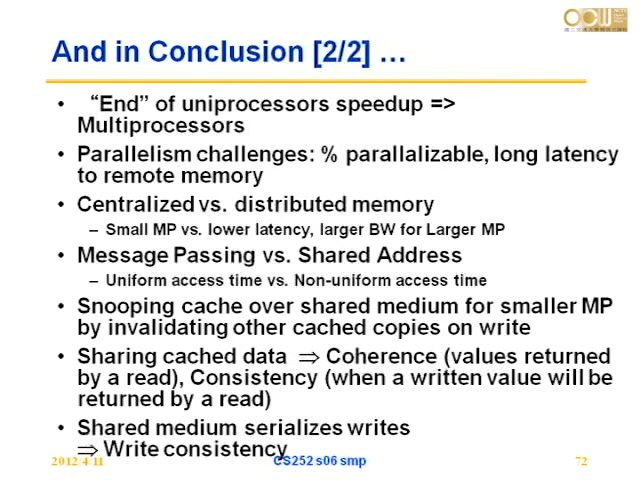 And in Conclusion [2/2] …
• “End” of uniprocessors speedup =>
Multiprocessors
• Parallelism challenges: % parallalizable, long latency
to remote memory
• Centralized vs. distributed memory
– Small MP vs. lower latency, larger BW for Larger MP
• Message Passing vs. Shared Address
– Uniform access time vs. Non-uniform access time
• Snooping cache over shared medium for smaller MP
by invalidating other cached copies on write
• Sharing cached data ⇒ Coherence (values returned
by a read), Consistency (when a written value will be
returned by a read)
• Shared medium serializes writes
⇒ Write consistency
2012/4/11
CS252 s06 smp
72